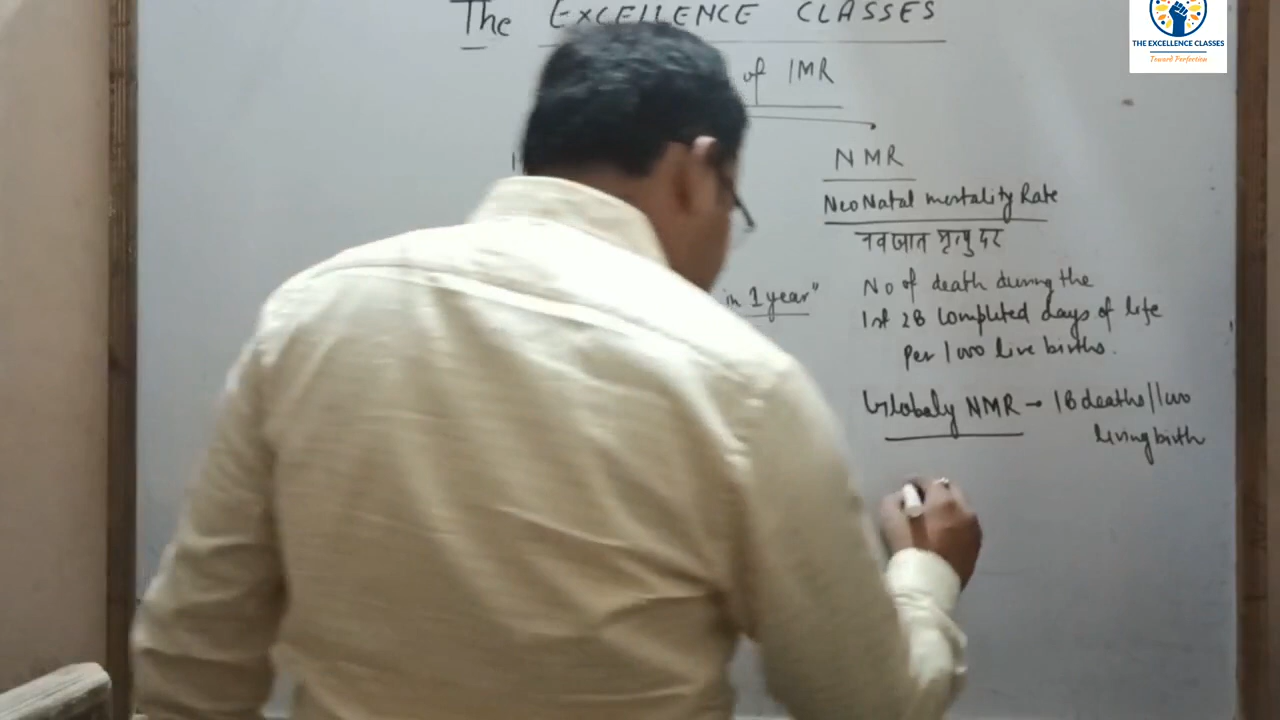 The EXCELLENCE CLASSES
THE EXCELLENCE CLASSES
Toward Perfection
of IMR
NMR
NeoNatal mortality Rate
नवजात मृत्यु दर
in 1 year"
No of death during the
1st 28 completed days of life
per 1000 live births.
Globaly NMR → 18 deaths/1000
living birth